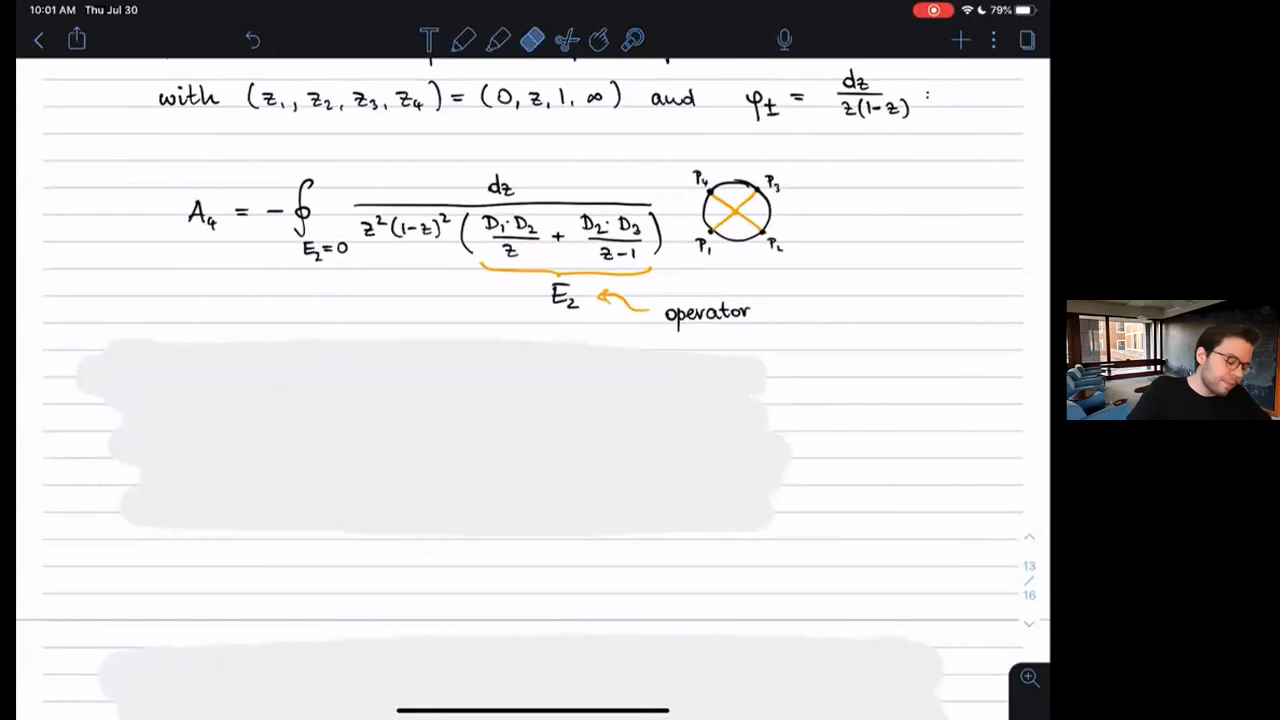 10:01 AM Thu Jul 30
79%
with (z₁, z₂, z₃, z₄) = (0, z, 1, ∞) and φ± = dz / z(1-z) :
A₄ = - ∮_{E₂=0} dz / z²(1-z)² ( D₁·D₂ / z + D₂·D₃ / z-1 )
P₄ P₃
P₁ P₂
E₂
operator
13
/
16